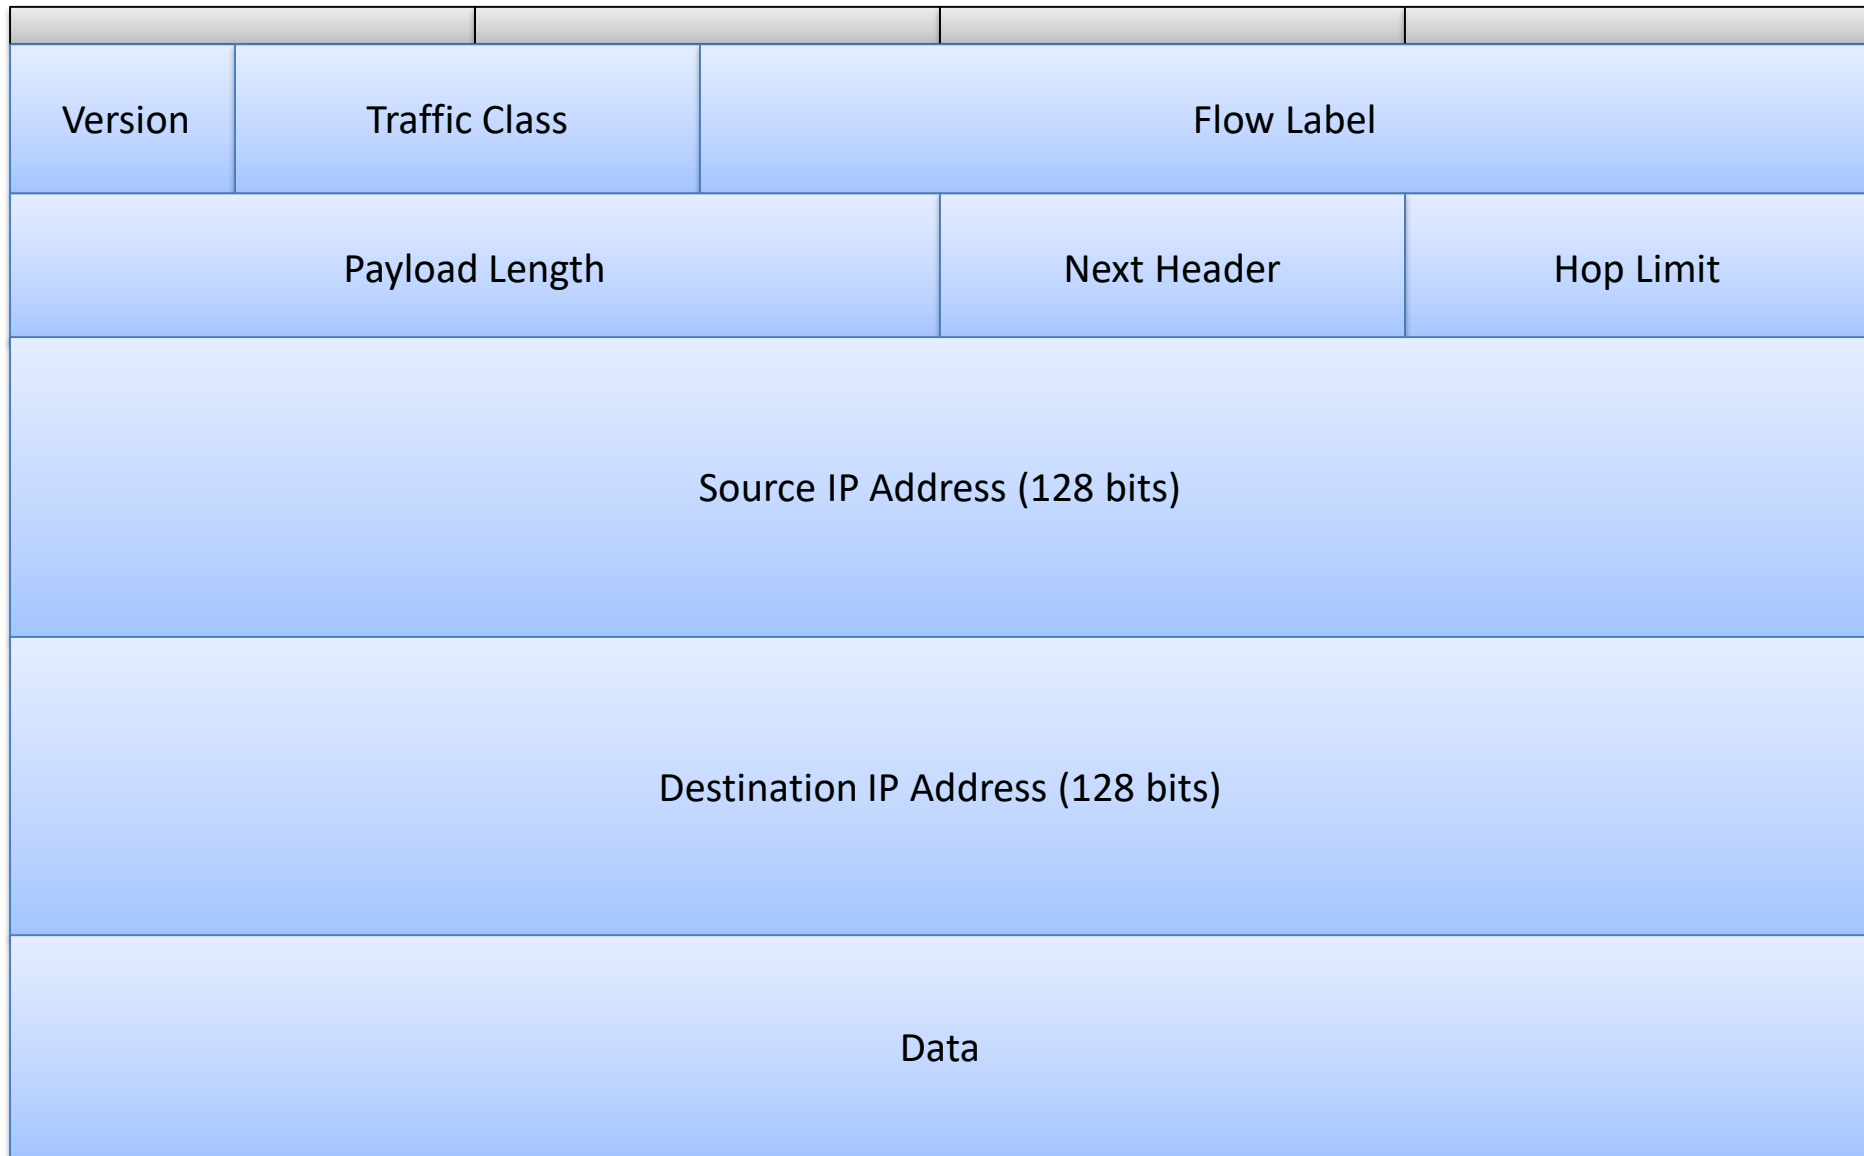 Version
Traffic Class
Flow Label
Payload Length
Next Header
Hop Limit
Source IP Address (128 bits)
Destination IP Address (128 bits)
Data